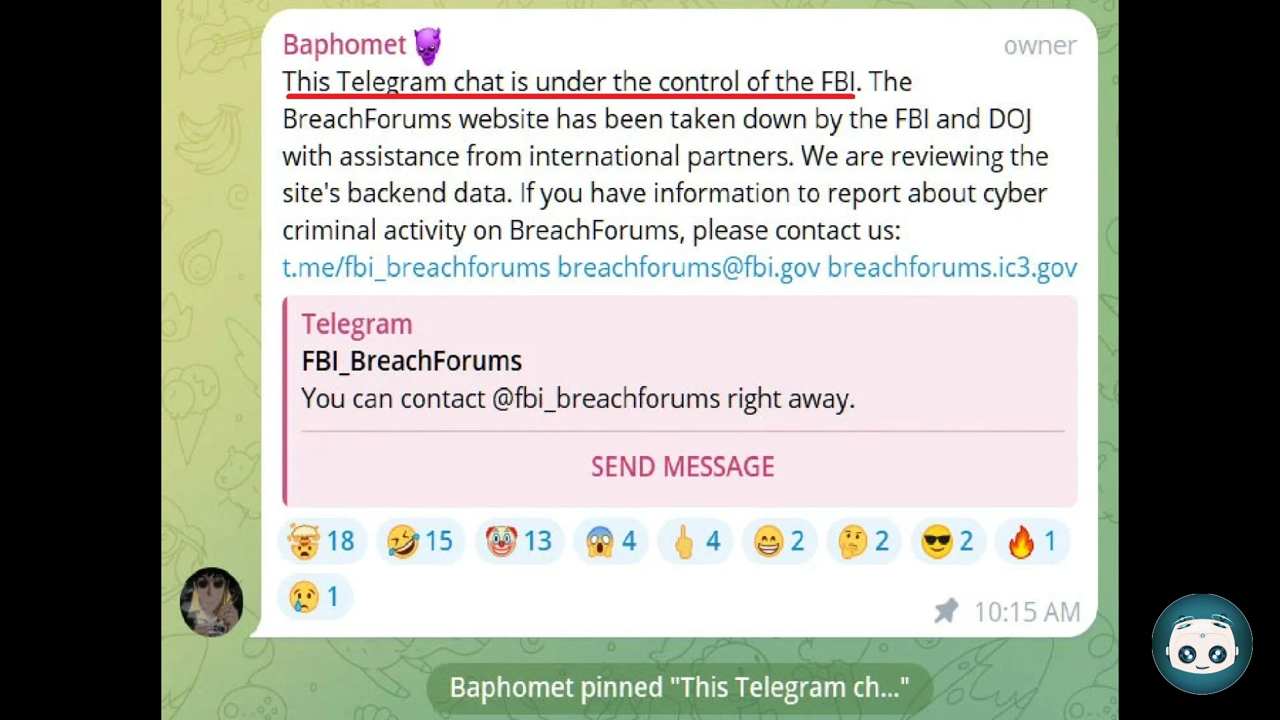 Baphomet owner
This Telegram chat is under the control of the FBI. The
BreachForums website has been taken down by the FBI and DOJ
with assistance from international partners. We are reviewing the
site's backend data. If you have information to report about cyber
criminal activity on BreachForums, please contact us:
t.me/fbi_breachforums breachforums@fbi.gov breachforums.ic3.gov
Telegram
FBI_BreachForums
You can contact @fbi_breachforums right away.
SEND MESSAGE
18 15 13 4 4 2 2 2 1
1
10:15 AM
Baphomet pinned "This Telegram ch..."